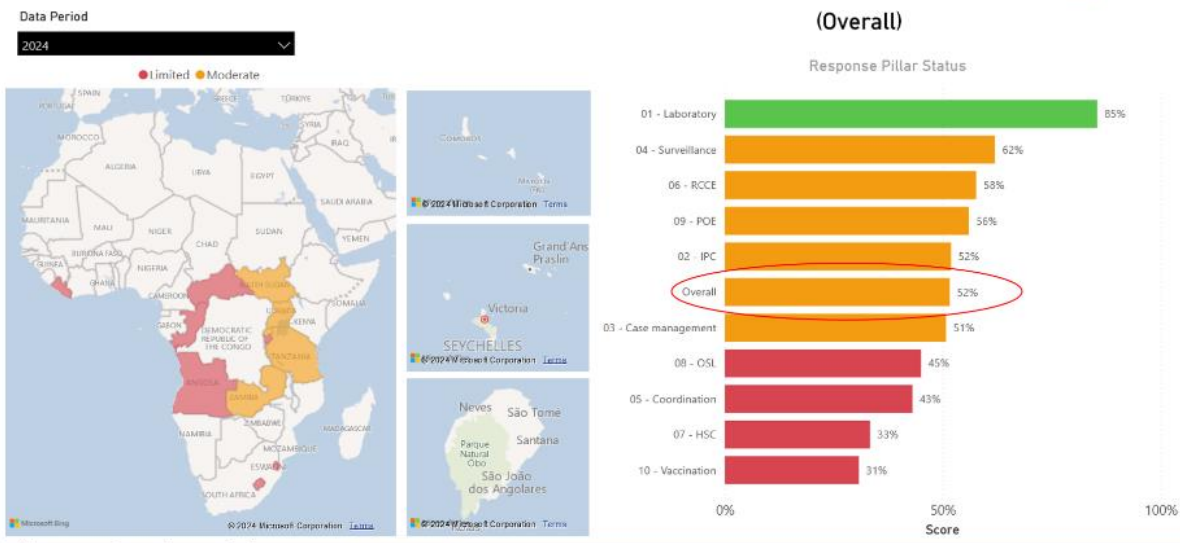 Data Period
2024
Limited Moderate
SPAIN
GREECE
TÜRKIYE
SYRIA
IRAQ
MOROCCO
ALGERIA
LIBYA
EGYPT
SAUDI ARABIA
MAURITANIA
MALI
NIGER
CHAD
SUDAN
YEMEN
BURKINA FASO
GUINEA
GHANA
NIGERIA
CAMEROON
SOUTH SUDAN
SOMALIA
UGANDA
KENYA
GABON
DEMOCRATIC
REPUBLIC OF
THE CONGO
TANZANIA
ANGOLA
ZAMBIA
ZIMBABWE
NAMIBIA
MOZAMBIQUE
MADAGASCAR
ESWATINI
SOUTH AFRICA
Microsoft Bing
© 2024 Microsoft Corporation Terms
COMOROS
© 2024 Microsoft Corporation Terms
Grand Ans
Praslin
Victoria
SEYCHELLES
© 2024 Microsoft Corporation Terms
Neves
São Tomé
Santana
Parque
Natural
Obo
São João
dos Angolares
© 2024 Microsoft Corporation Terms
(Overall)
Response Pillar Status
01 - Laboratory 85%
04 - Surveillance 62%
06 - RCCE 58%
09 - POE 56%
02 - IPC 52%
Overall 52%
03 - Case management 51%
08 - OSL 45%
05 - Coordination 43%
07 - HSC 33%
10 - Vaccination 31%
0% 50% 100%
Score